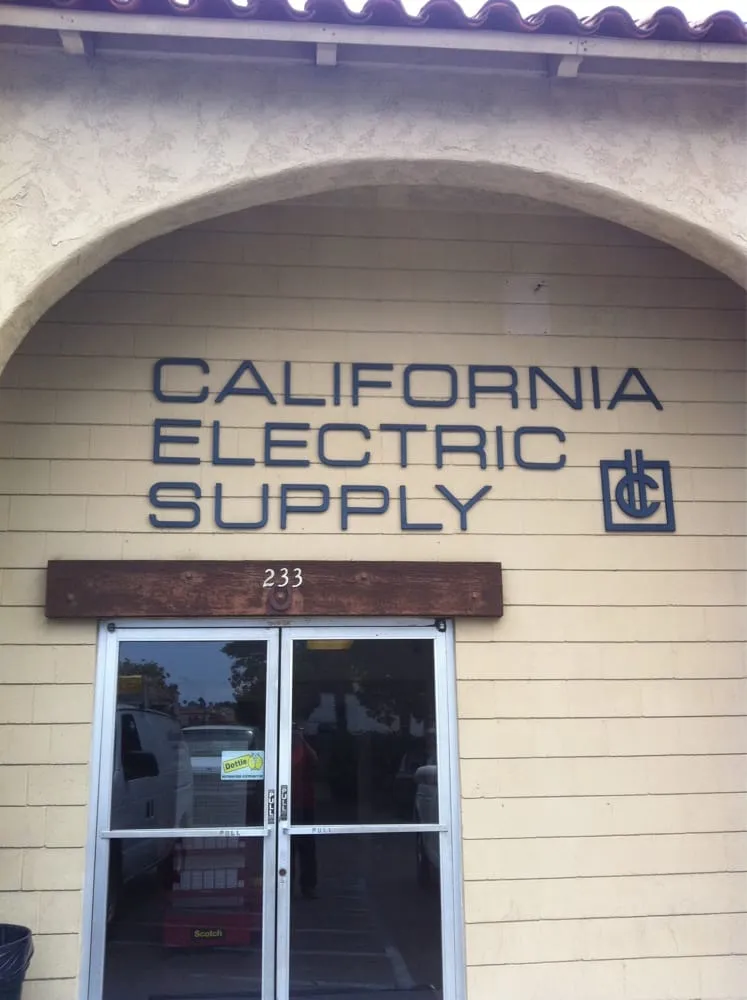 CALIFORNIA
ELECTRIC
SUPPLY
233
Dottie
PULL
PULL
PULL
PULL
Scotch